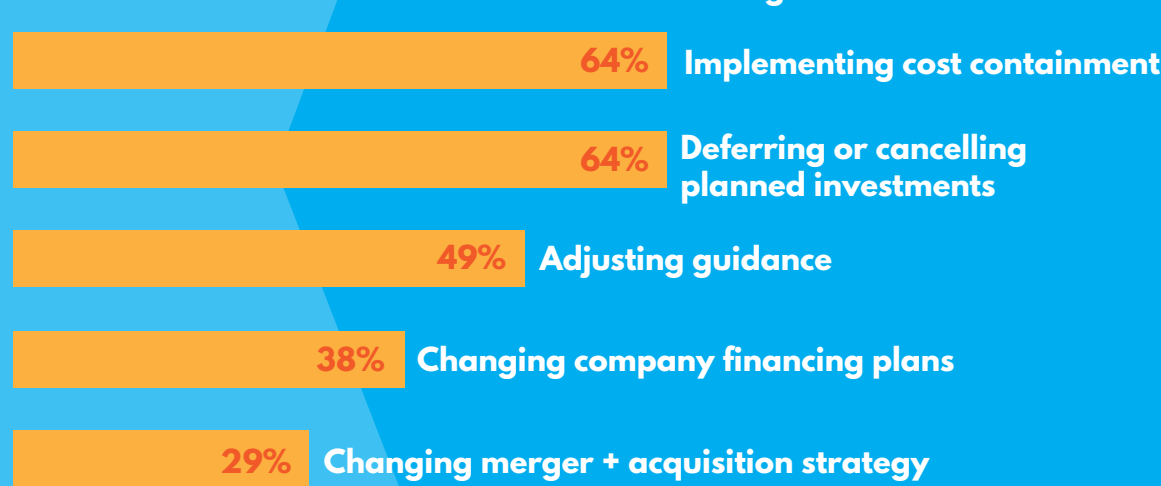 64% Implementing cost containment
64% Deferring or cancelling
planned investments
49% Adjusting guidance
38% Changing company financing plans
29% Changing merger + acquisition strategy